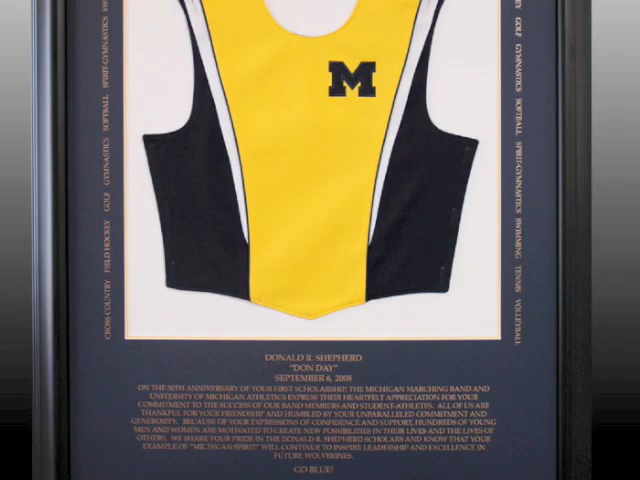 M
CROSS COUNTRY FIELD HOCKEY GOLF GYMNASTICS SOFTBALL SPIRIT-GYMNASTICS
GOLF GYMNASTICS SOFTBALL SPIRIT-GYMNASTICS SWIMMING TENNIS VOLLEYBALL
DONALD R. SHEPHERD
"DON DAY"
SEPTEMBER 6, 2008
ON THE 50TH ANNIVERSARY OF YOUR FIRST SCHOLARSHIP, THE MICHIGAN MARCHING BAND AND
UNIVERSITY OF MICHIGAN ATHLETICS EXPRESS THEIR HEARTFELT APPRECIATION FOR YOUR
COMMITMENT TO THE SUCCESS OF OUR BAND MEMBERS AND STUDENT-ATHLETES. ALL OF US ARE
THANKFUL FOR YOUR FRIENDSHIP AND HUMBLED BY YOUR UNPARALLELED COMMITMENT AND
GENEROSITY. BECAUSE OF YOUR EXPRESSIONS OF CONFIDENCE AND SUPPORT, HUNDREDS OF YOUNG
MEN AND WOMEN ARE MOTIVATED TO CREATE NEW POSSIBILITIES IN THEIR LIVES AND THE LIVES OF
OTHERS. WE SHARE YOUR PRIDE IN THE DONALD R. SHEPHERD SCHOLARS AND KNOW THAT YOUR
EXAMPLE OF "MICHIGAN SPIRIT" WILL CONTINUE TO INSPIRE LEADERSHIP AND EXCELLENCE IN
FUTURE WOLVERINES.
GO BLUE!